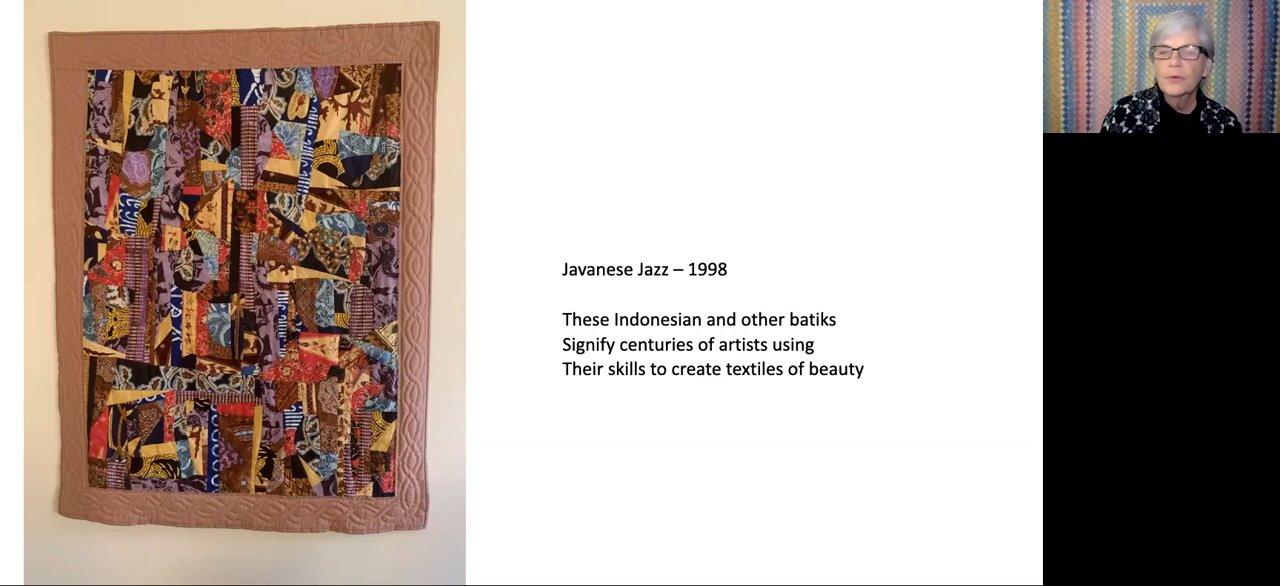 Javanese Jazz – 1998
These Indonesian and other batiks
Signify centuries of artists using
Their skills to create textiles of beauty